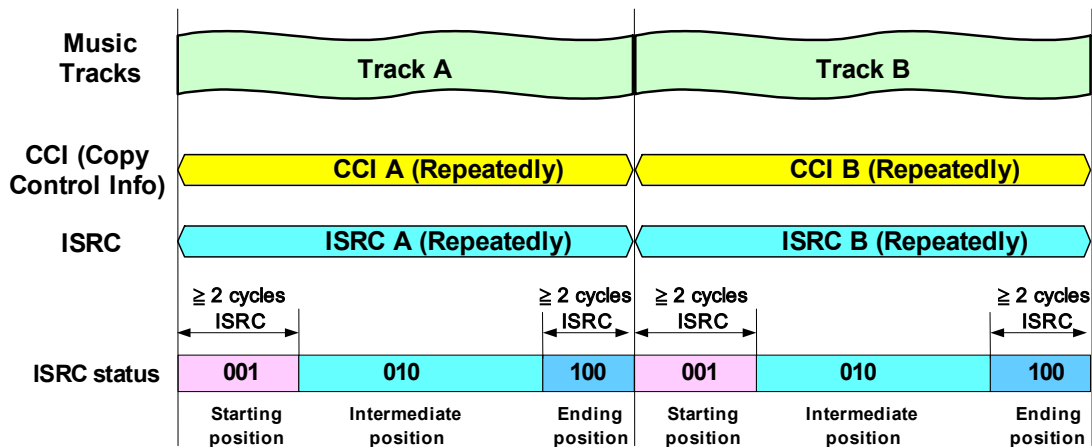 Music
Tracks
Track A
Track B
CCI (Copy
Control Info)
CCI A (Repeatedly)
CCI B (Repeatedly)
ISRC
ISRC A (Repeatedly)
ISRC B (Repeatedly)
≧ 2 cycles
ISRC
≧ 2 cycles
ISRC
≧ 2 cycles
ISRC
≧ 2 cycles
ISRC
ISRC status
001
010
100
001
010
100
Starting
position
Intermediate
position
Ending
position
Starting
position
Intermediate
position
Ending
position